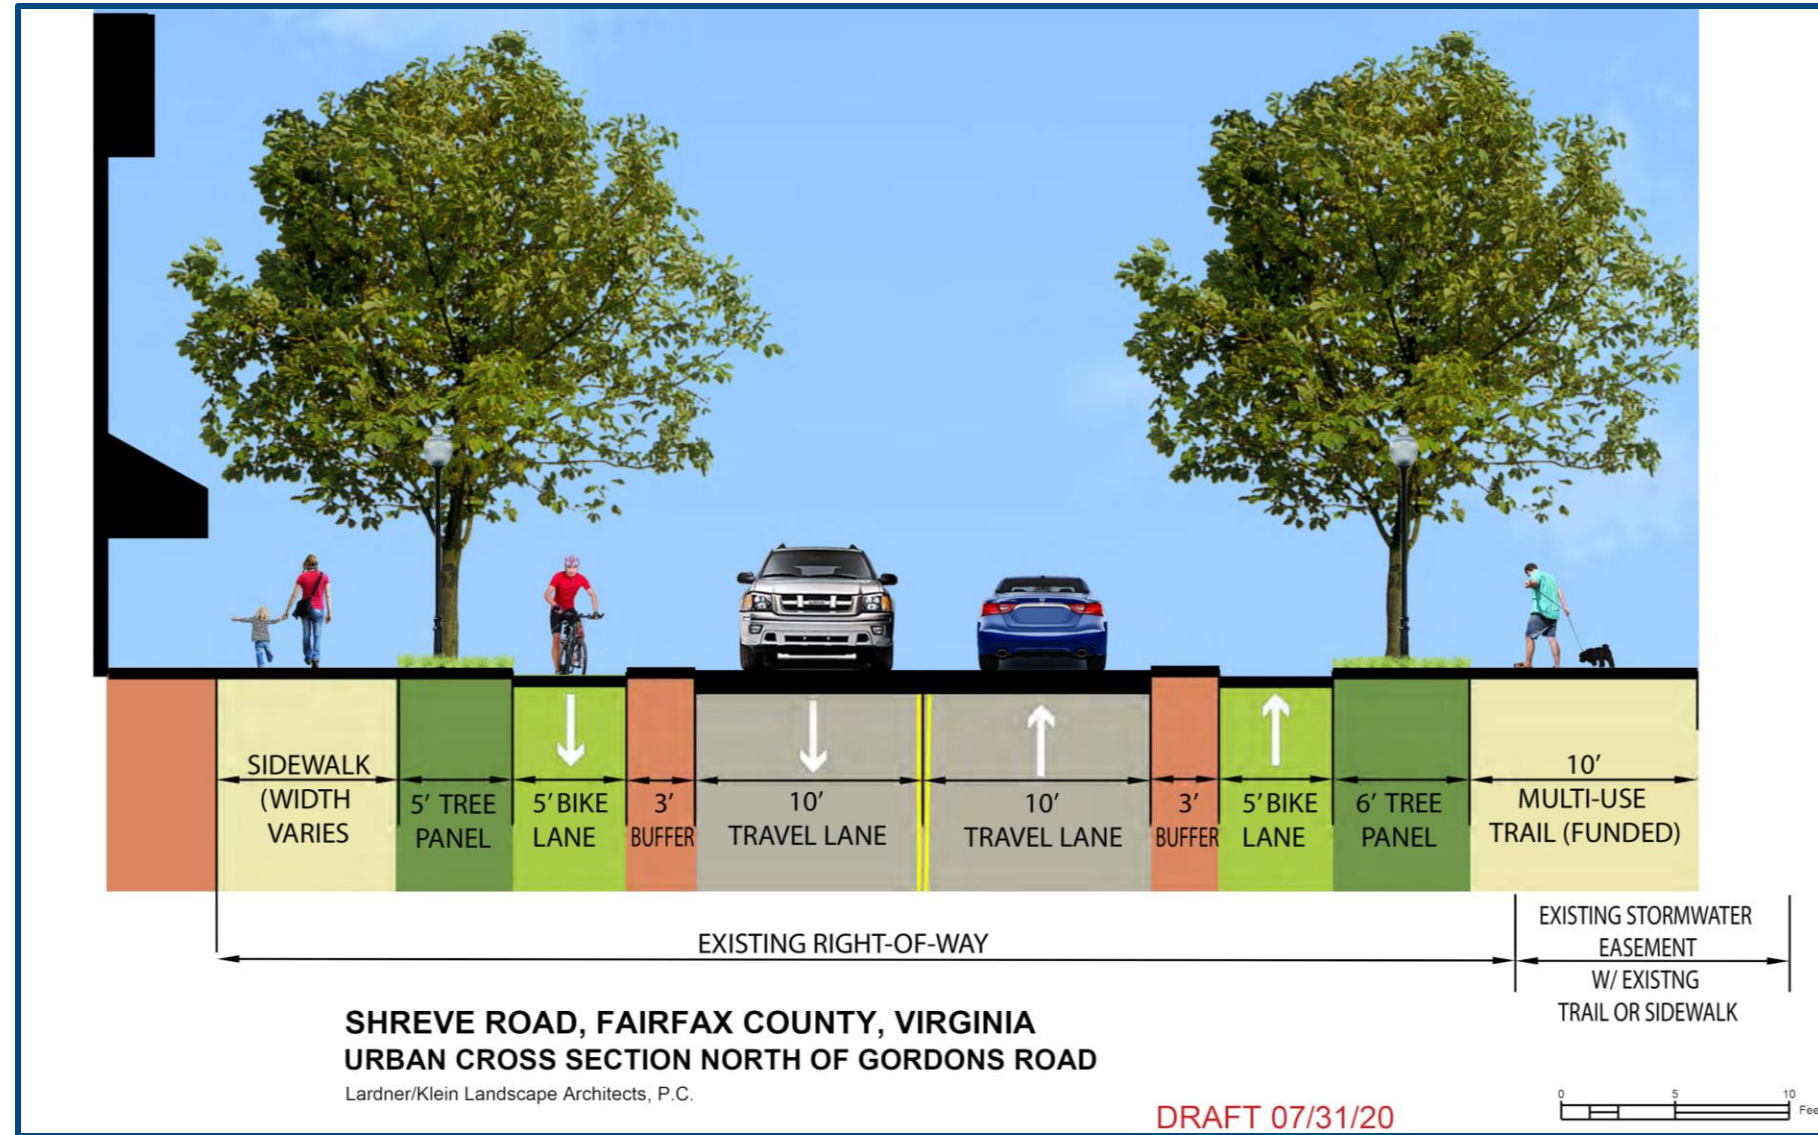 SIDEWALK
(WIDTH
VARIES
5' TREE
PANEL
5' BIKE
LANE
3'
BUFFER
10'
TRAVEL LANE
10'
TRAVEL LANE
3'
BUFFER
5' BIKE
LANE
6' TREE
PANEL
10'
MULTI-USE
TRAIL (FUNDED)
EXISTING RIGHT-OF-WAY
EXISTING STORMWATER
EASEMENT
W/ EXISTNG
TRAIL OR SIDEWALK
SHREVE ROAD, FAIRFAX COUNTY, VIRGINIA
URBAN CROSS SECTION NORTH OF GORDONS ROAD
Lardner/Klein Landscape Architects, P.C.
DRAFT 07/31/20
0 5 10
Fee